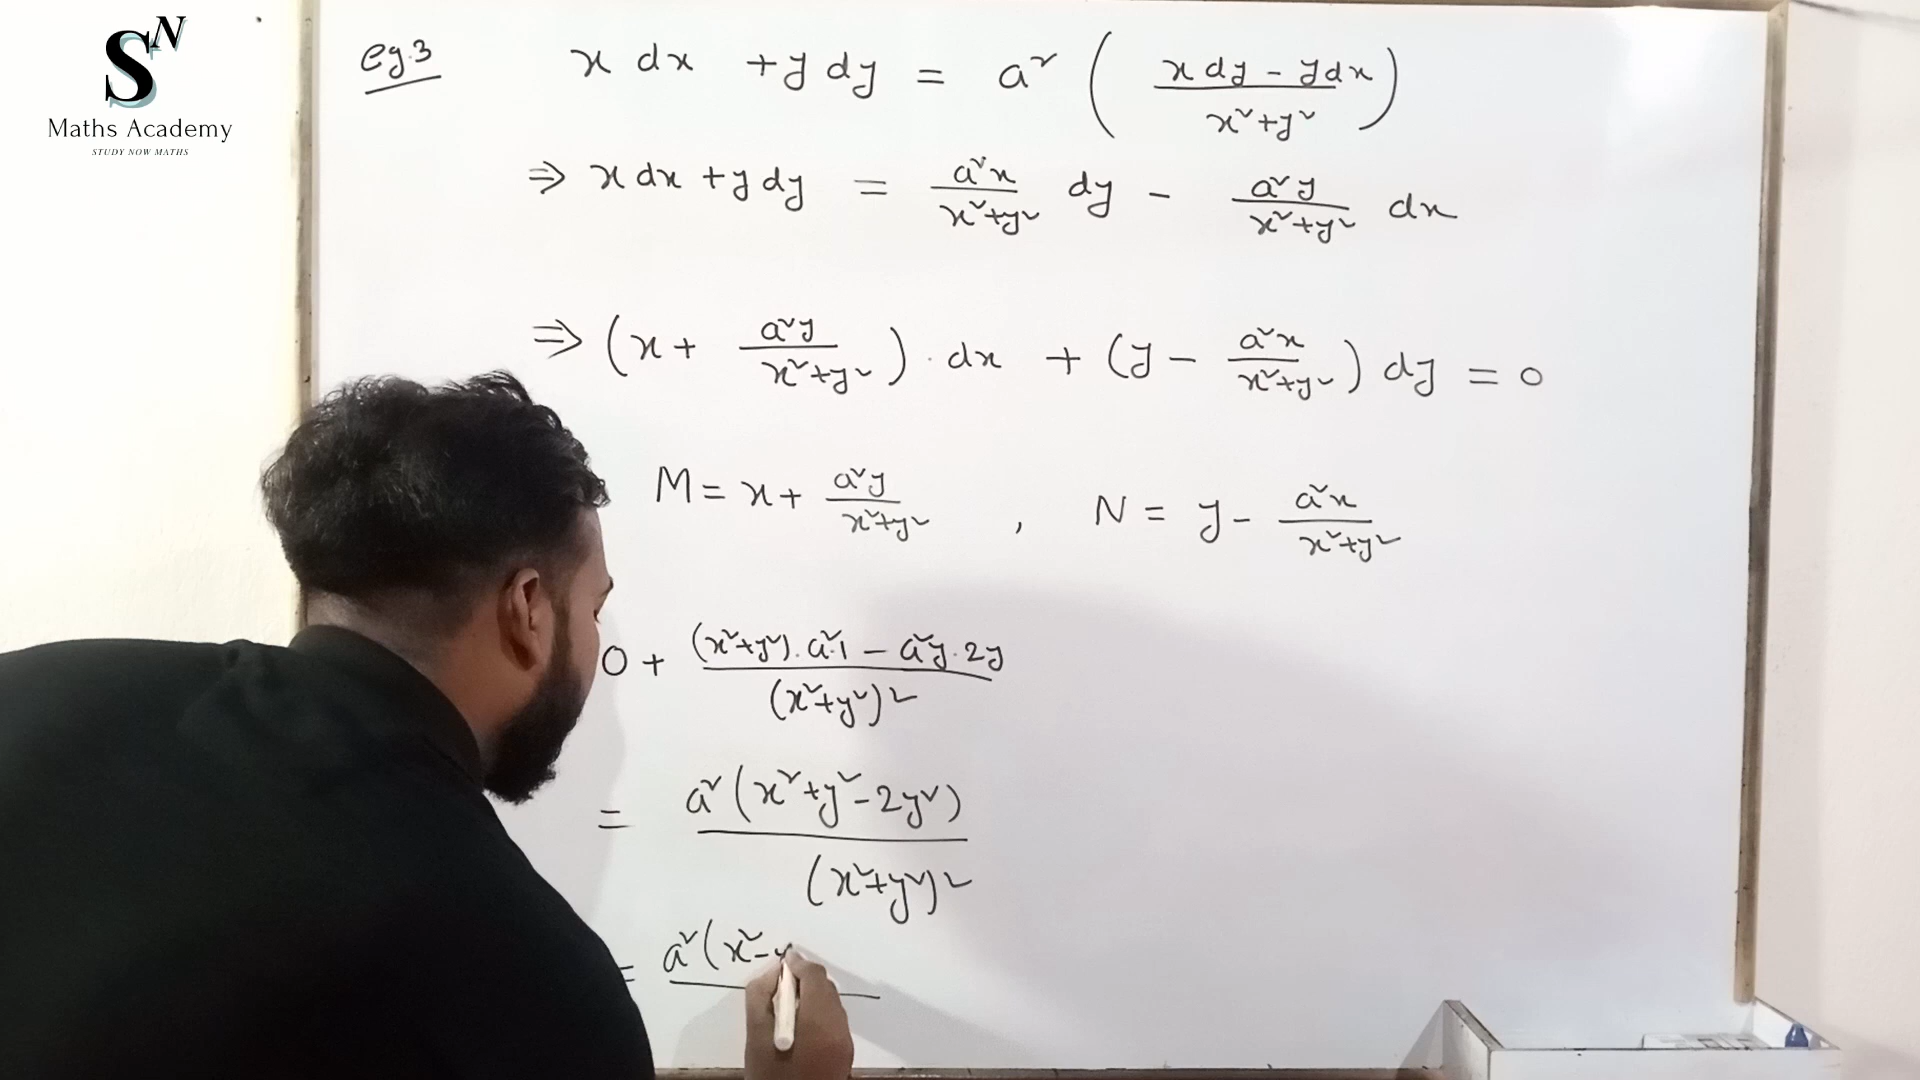 SN
Maths Academy
STUDY NOW MATHS
eg.3 x dx + y dy = a² ( (x dy - y dx) / (x²+y²) )
⇒ x dx + y dy = a²x / (x²+y²) dy - a²y / (x²+y²) dx
⇒ (x + a²y / (x²+y²)) . dx + (y - a²x / (x²+y²)) dy = 0
M = x + a²y / (x²+y²) , N = y - a²x / (x²+y²)
0 + ((x²+y²).a².1 - a²y.2y) / (x²+y²)²
= a²(x²+y²-2y²) / (x²+y²)²
= a²(x²-